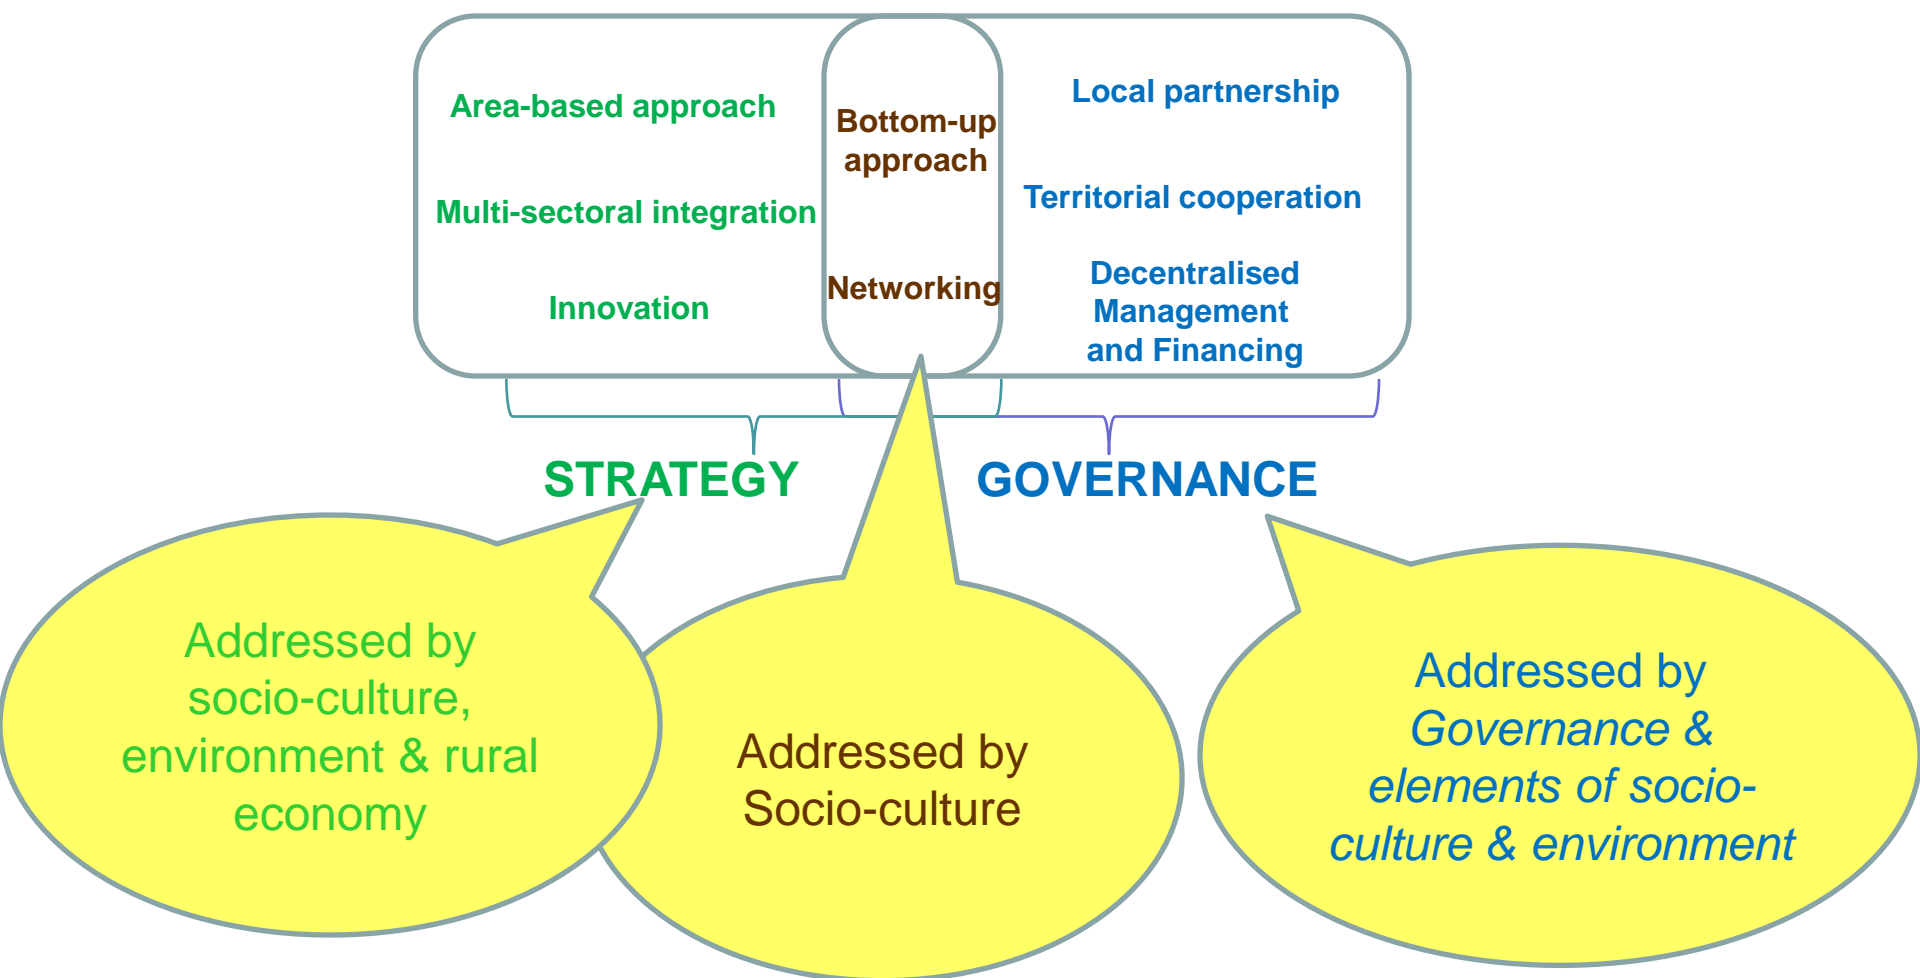 Area-based approach
Multi-sectoral integration
Innovation
Bottom-up
approach
Networking
Local partnership
Territorial cooperation
Decentralised
Management
and Financing
STRATEGY
GOVERNANCE
Addressed by
socio-culture,
environment & rural
economy
Addressed by
Socio-culture
Addressed by
Governance &
elements of socio-
culture & environment